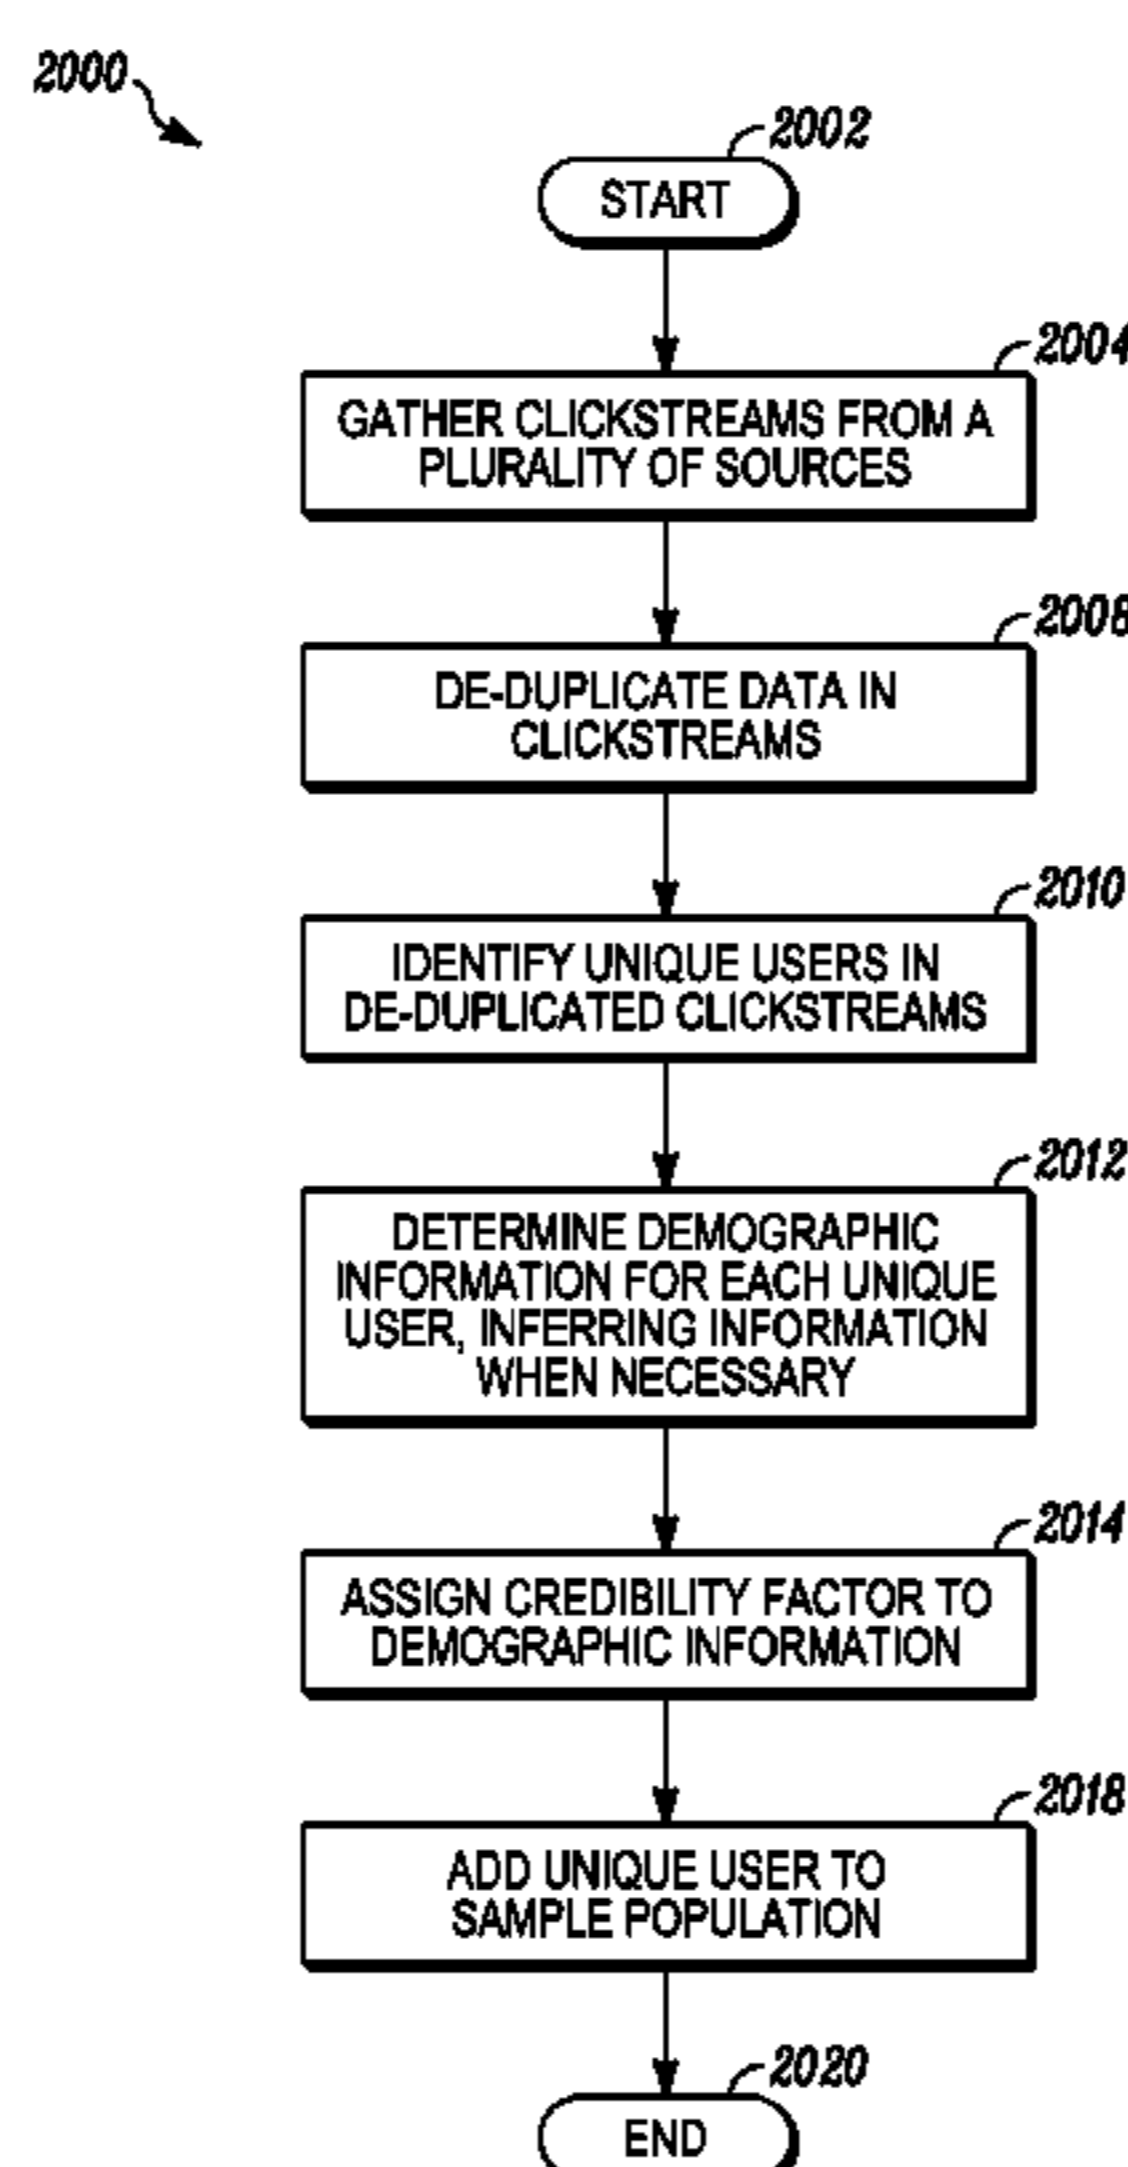 2000
2002
START
2004
GATHER CLICKSTREAMS FROM A
PLURALITY OF SOURCES
2008
DE-DUPLICATE DATA IN
CLICKSTREAMS
2010
IDENTIFY UNIQUE USERS IN
DE-DUPLICATED CLICKSTREAMS
2012
DETERMINE DEMOGRAPHIC
INFORMATION FOR EACH UNIQUE
USER, INFERRING INFORMATION
WHEN NECESSARY
2014
ASSIGN CREDIBILITY FACTOR TO
DEMOGRAPHIC INFORMATION
2018
ADD UNIQUE USER TO
SAMPLE POPULATION
2020
END